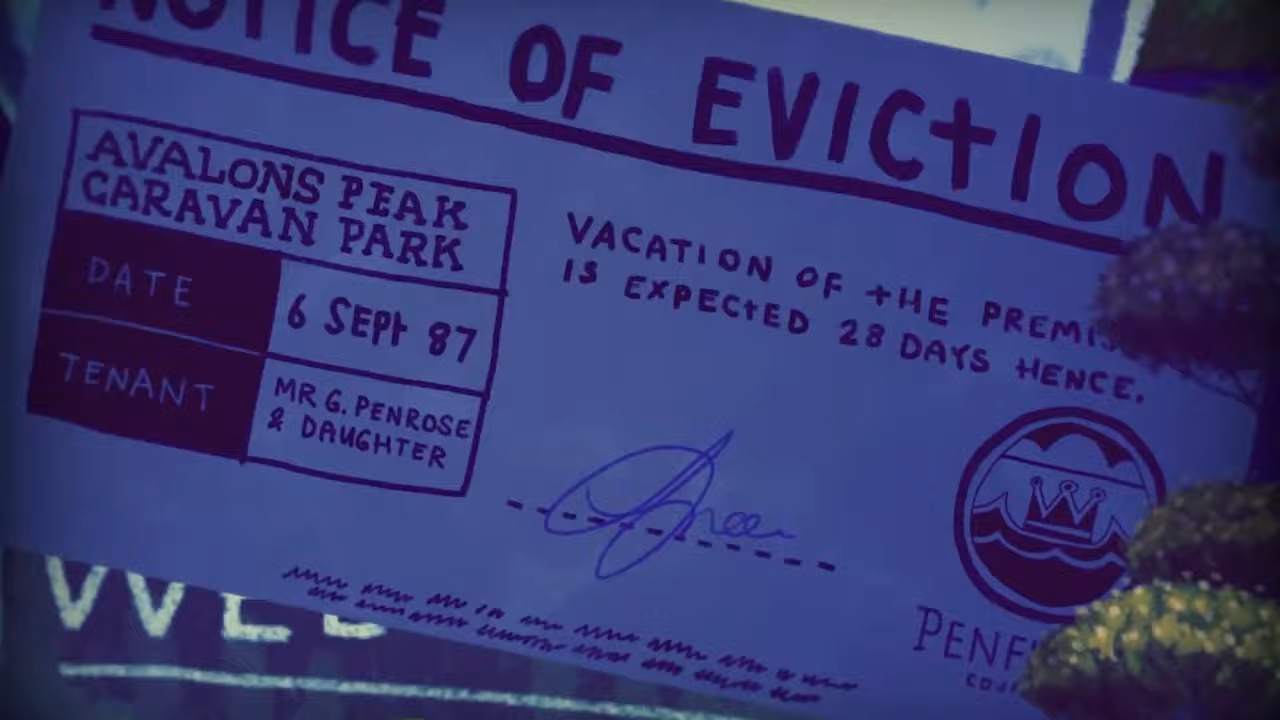 NOTICE OF EVICTION
AVALONS PEAK
CARAVAN PARK
DATE
6 SEPT 87
TENANT
MR G. PENROSE
& DAUGHTER
VACATION OF THE
IS EXPECTED 28 DAYS HENCE.